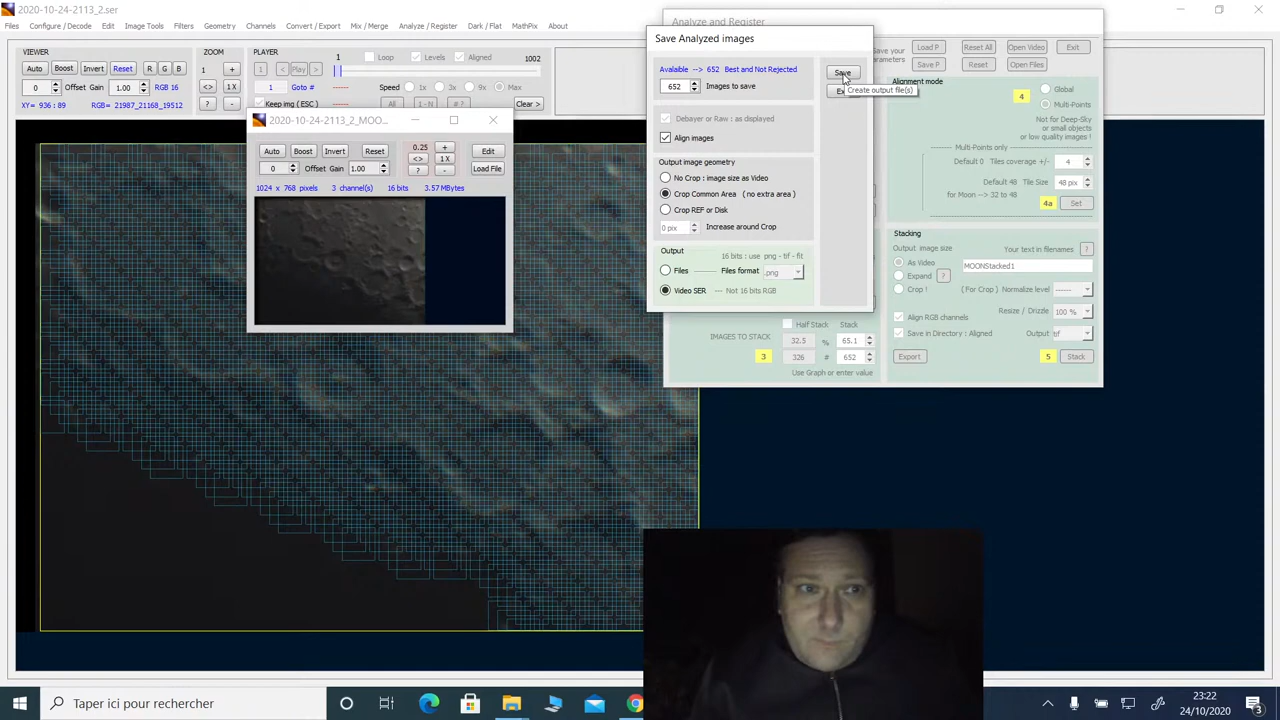 2020-10-24-2113_2.ser
Files Configure / Decode Edit Image Tools Filters Geometry Channels Convert / Export Mix / Merge Analyze / Register Dark / Flat MathPix About
VIEWER
Auto Boost Invert Reset R G B
0 Offset Gain 1.00 RGB 16
XY= 936 : 89 RGB= 21987_21168_19512
ZOOM
1 +
<> 1 X
? -
PLAYER 1 Loop Levels Aligned 1002
1 < Play >
1 Image # Speed 1x 3x 9x Max
Keep img ( ESC ) All 1 - N N Clear >
2020-10-24-2113_2_MOO...
Auto Boost Invert Reset 0.25 + Edit
<> 1 X
0 Offset Gain 1.00 ? - Load File
1024 x 768 pixels 3 channel(s) 16 bits 3.57 MBytes
Save Analyzed images
Avalaible --> 652 Best and Not Rejected
652 Images to save
Save
Create output file(s)
Debayer or Raw : as displayed
Align images
Output image geometry
No Crop : image size as Video
Crop Common Area ( no extra area )
Crop REF or Disk
0 pix Increase around Crop
Output 16 bits : use png - tif - fit
Files Files format .png
Video SER --- Not 16 bits RGB
Analyze and Register
Save your parameters
Load P Reset All Open Video Exit
Save P Reset Open Files
Alignment mode
4 Global
Multi-Points
Not for Deep-Sky
or small objects
or low quality images !
--- Multi-Points only ---
Default 0 Tiles coverage +/- 4
Default 48 Tile Size 48 pix
for Moon --> 32 to 48 4a Set
Stacking
Output image size Your text in filenames ?
As Video MOONStacked1
Expand ?
Crop ! ( For Crop ) Normalize level ------
Align RGB channels Resize / Drizzle 100 %
Save in Directory : Aligned Output tif
Export 5 Stack
Half Stack Stack
IMAGES TO STACK 32.5 % 65.1
3 326 # 652
Use Graph or enter value
Taper ici pour rechercher
23:22
24/10/2020
3